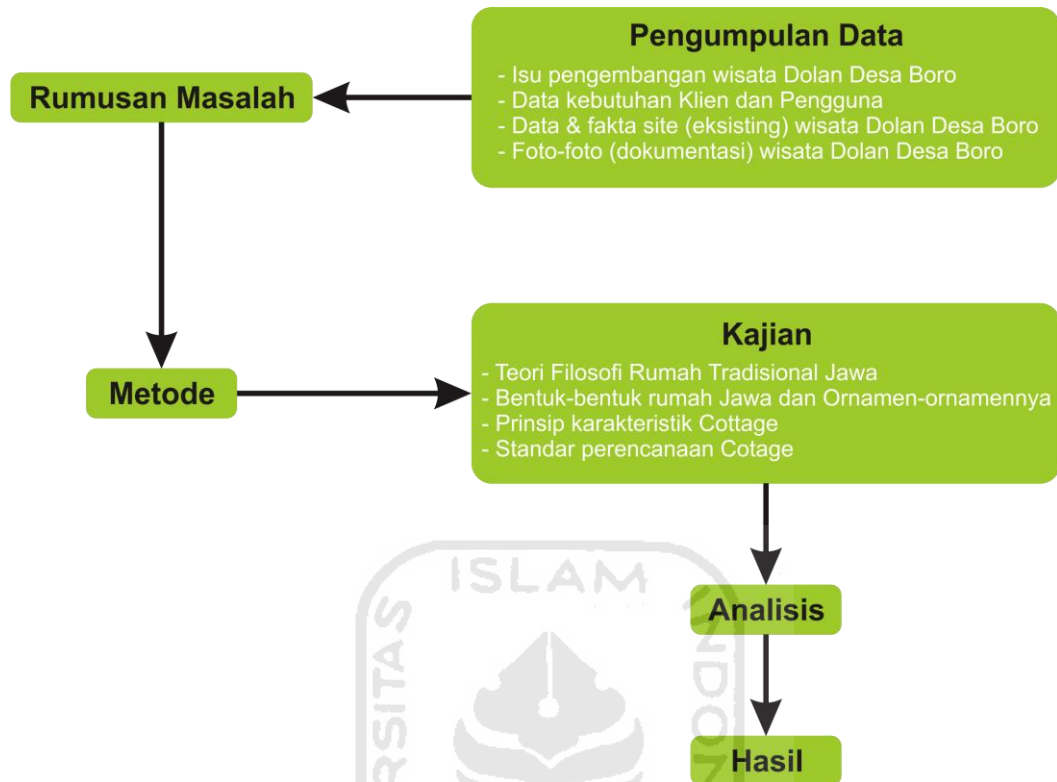 Pengumpulan Data
- Isu pengembangan wisata Dolan Desa Boro
- Data kebutuhan Klien dan Pengguna
- Data & fakta site (eksisting) wisata Dolan Desa Boro
- Foto-foto (dokumentasi) wisata Dolan Desa Boro
Rumusan Masalah
Metode
Kajian
- Teori Filosofi Rumah Tradisional Jawa
- Bentuk-bentuk rumah Jawa dan Ornamen-ornamennya
- Prinsip karakteristik Cottage
- Standar perencanaan Cotage
Analisis
Hasil
ISLAM